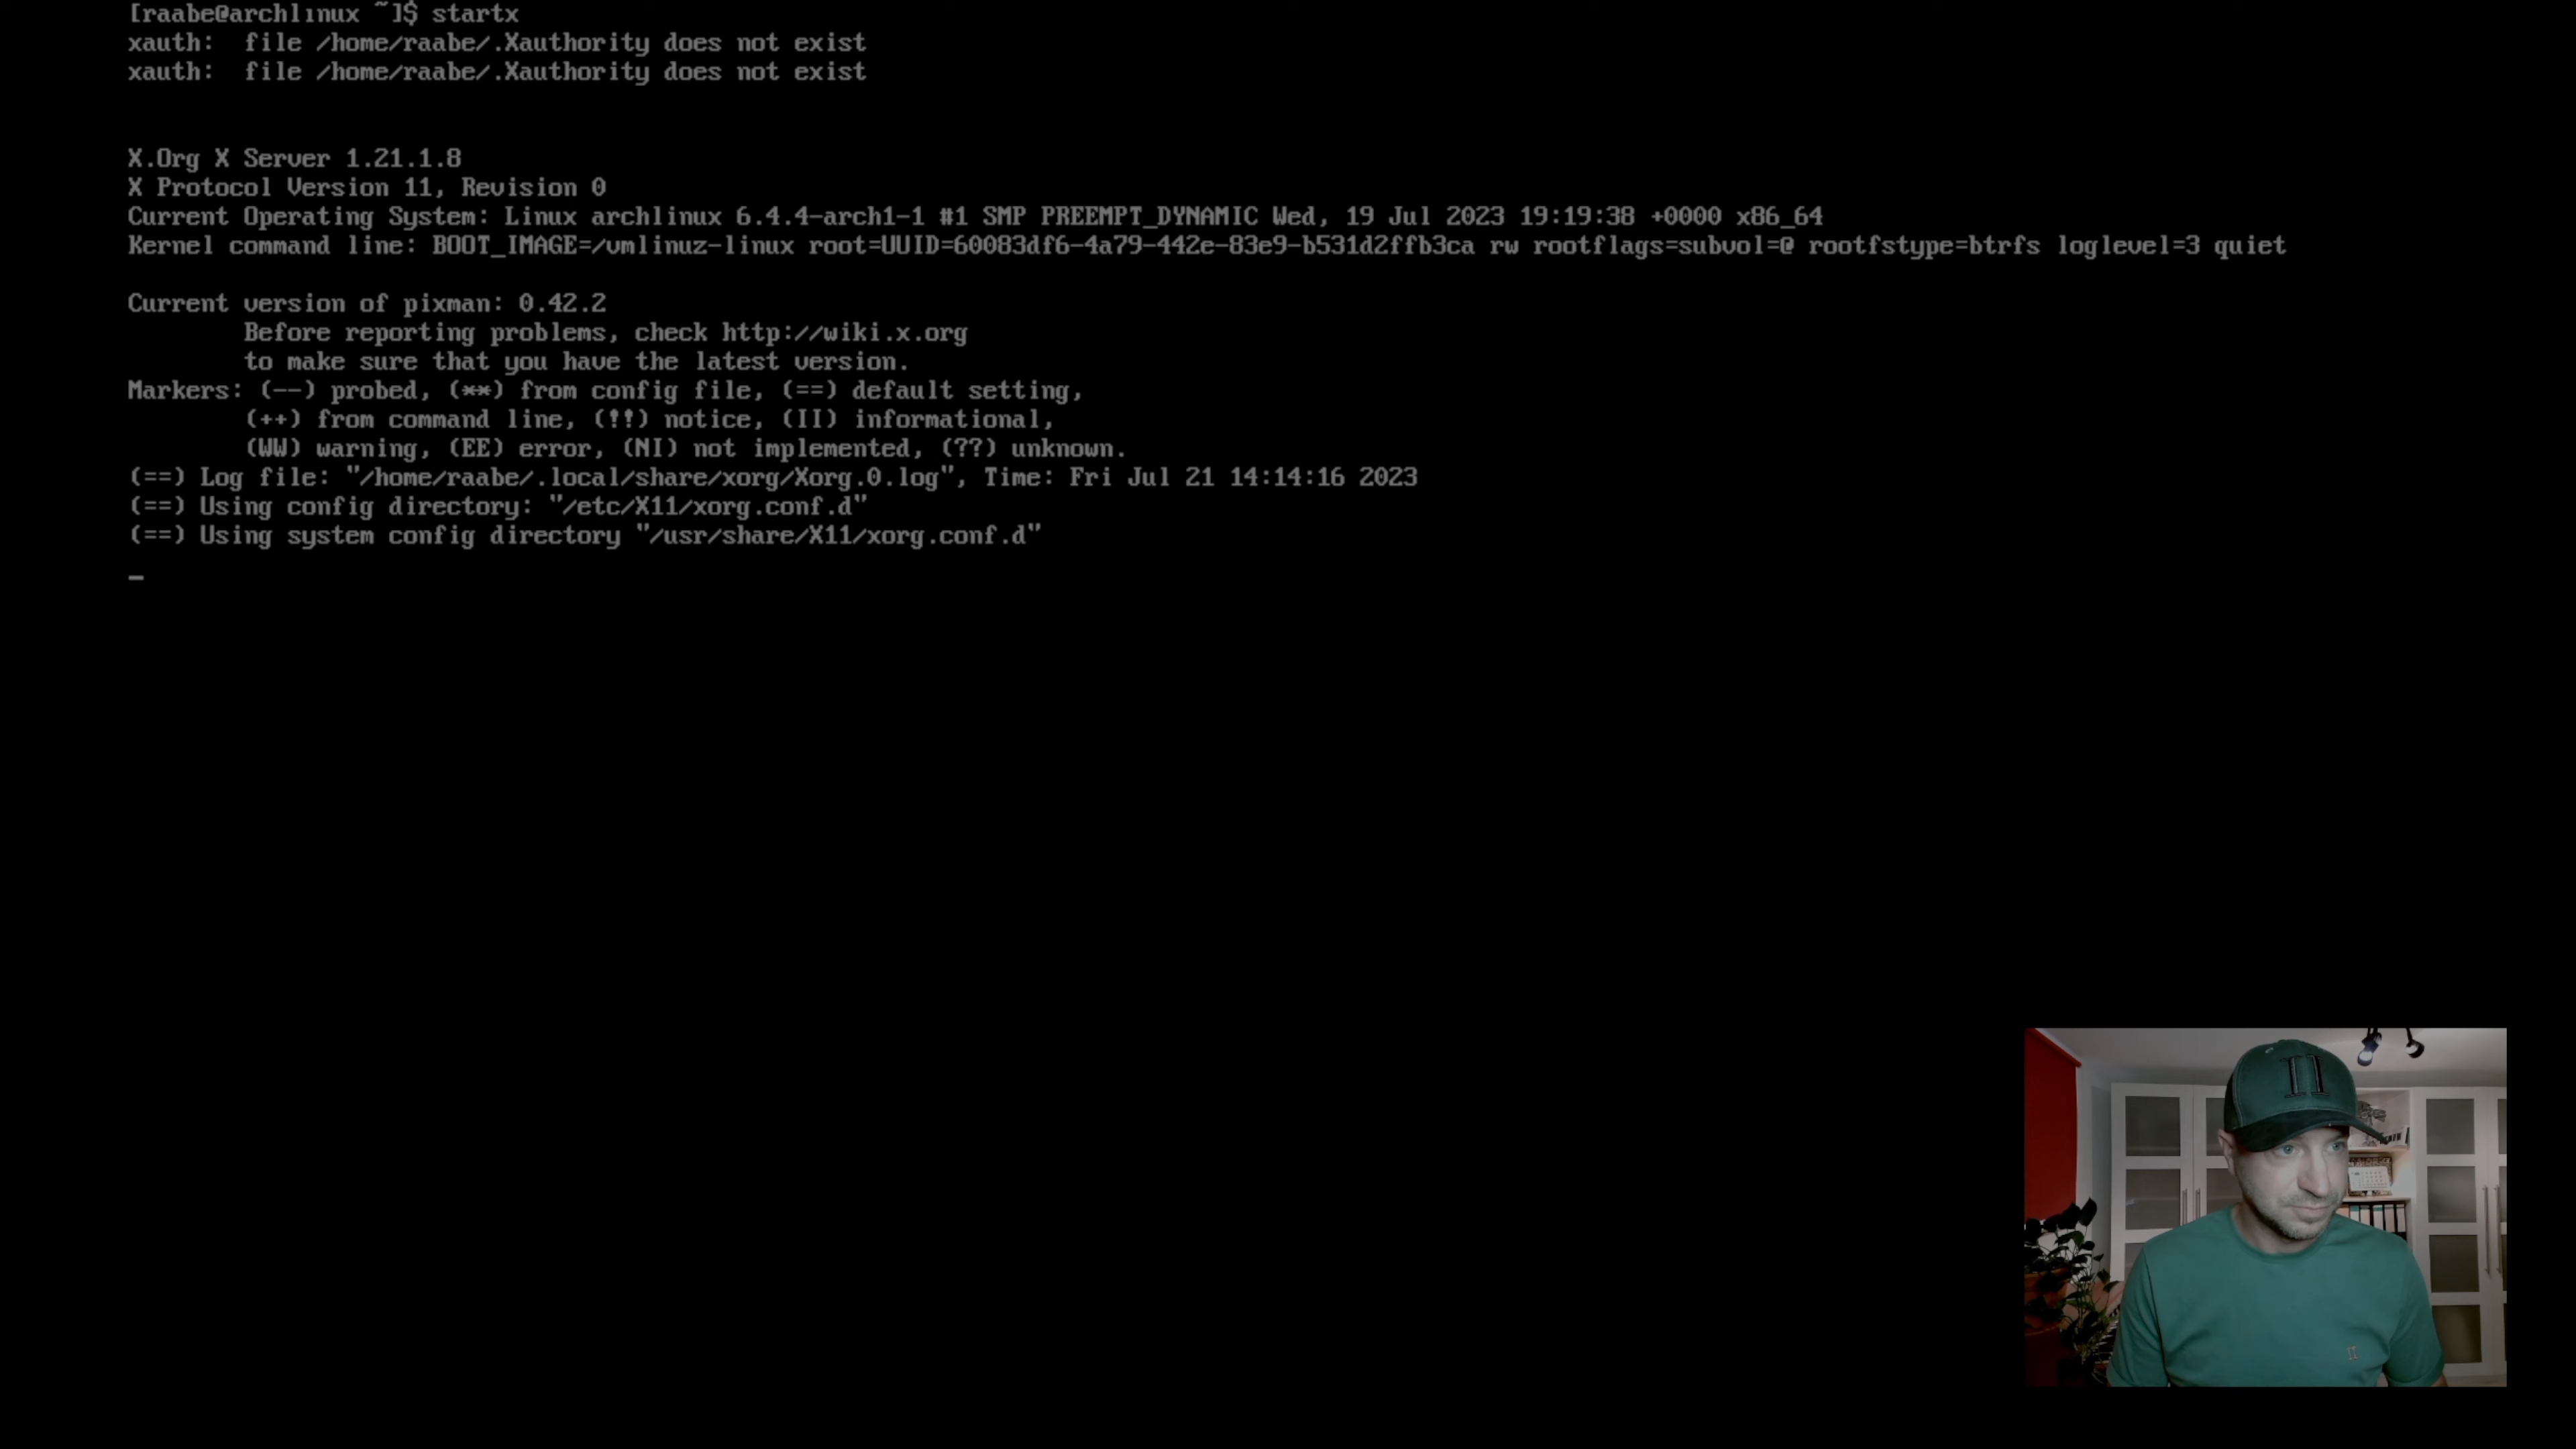 [raabe@archlinux ~]$ startx
xauth:  file /home/raabe/.Xauthority does not exist
xauth:  file /home/raabe/.Xauthority does not exist
X.Org X Server 1.21.1.8
X Protocol Version 11, Revision 0
Current Operating System: Linux archlinux 6.4.4-arch1-1 #1 SMP PREEMPT_DYNAMIC Wed, 19 Jul 2023 19:19:38 +0000 x86_64
Kernel command line: BOOT_IMAGE=/vmlinuz-linux root=UUID=60083df6-4a79-442e-83e9-b531d2ffb3ca rw rootflags=subvol=@ rootfstype=btrfs loglevel=3 quiet
Current version of pixman: 0.42.2
        Before reporting problems, check http://wiki.x.org
        to make sure that you have the latest version.
Markers: (--) probed, (**) from config file, (==) default setting,
        (++) from command line, (!!) notice, (II) informational,
        (WW) warning, (EE) error, (NI) not implemented, (??) unknown.
(==) Log file: "/home/raabe/.local/share/xorg/Xorg.0.log", Time: Fri Jul 21 14:14:16 2023
(==) Using config directory: "/etc/X11/xorg.conf.d"
(==) Using system config directory "/usr/share/X11/xorg.conf.d"